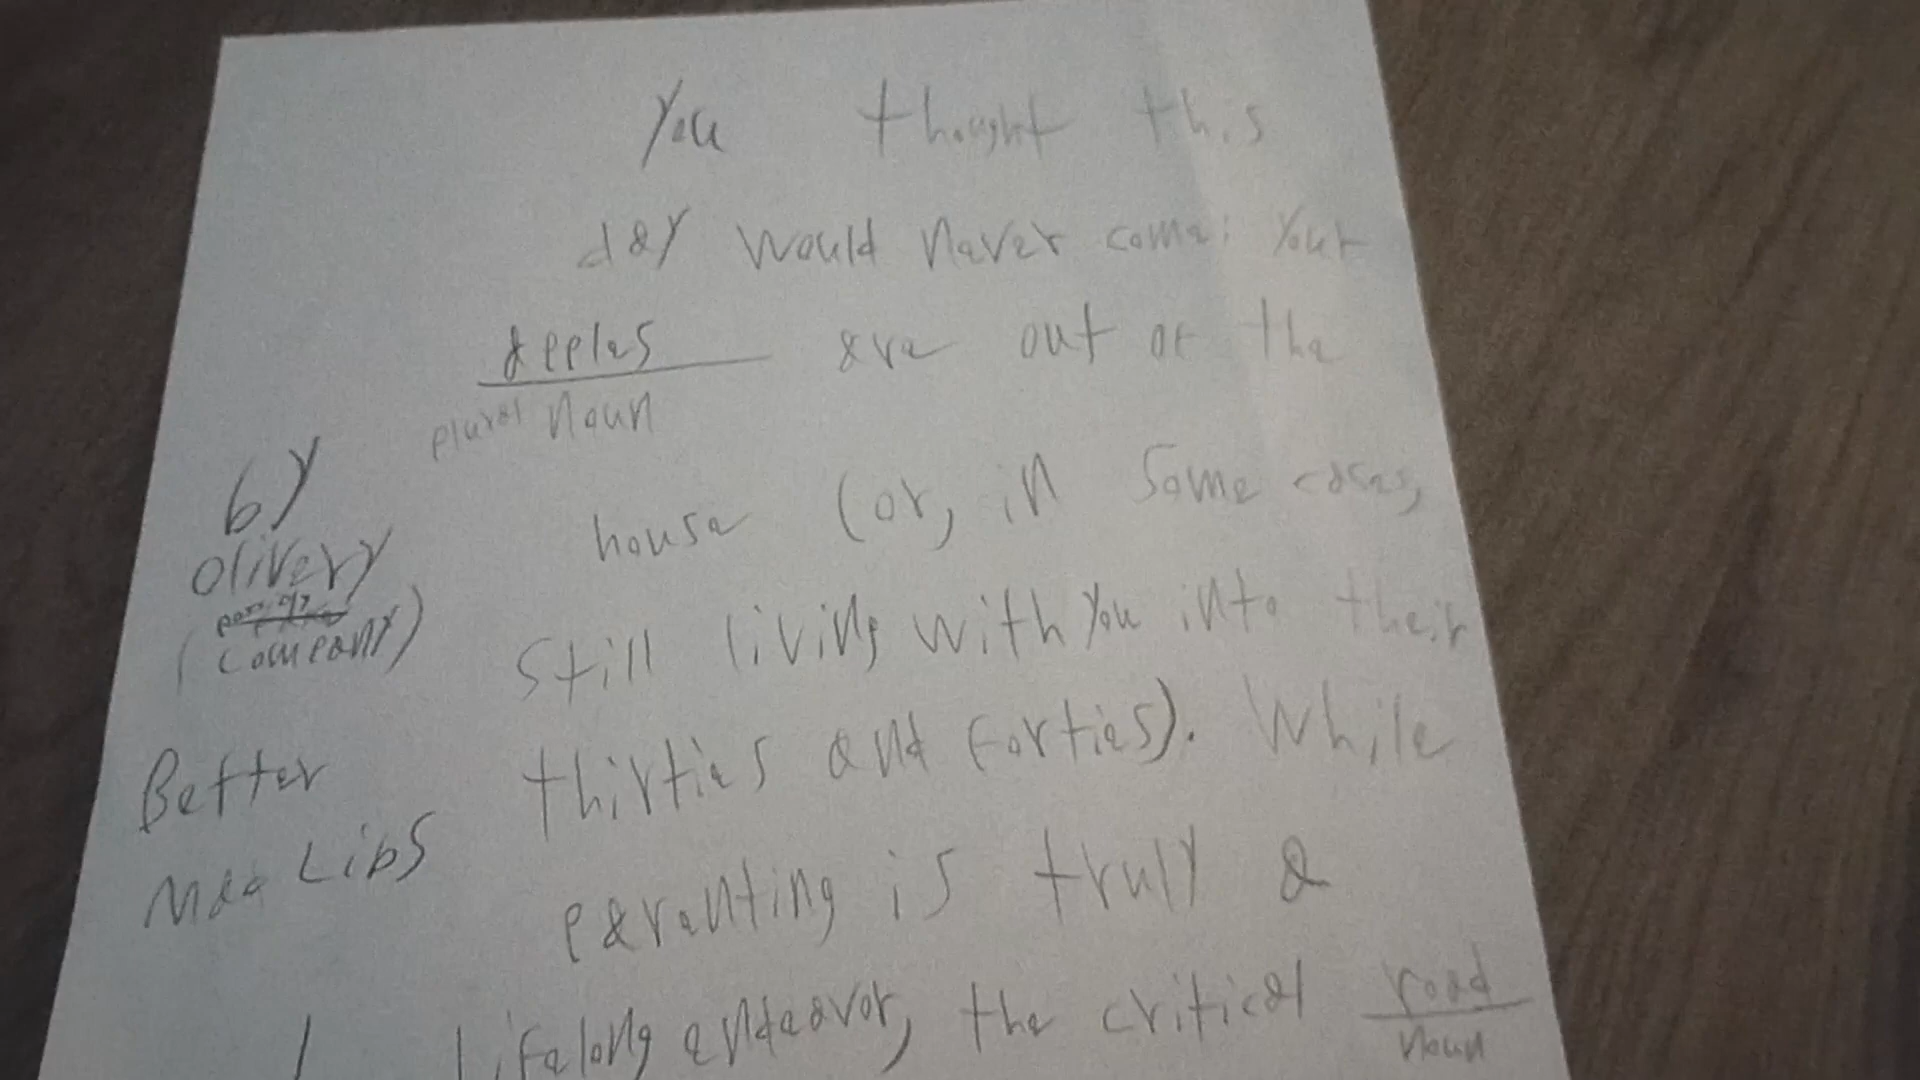 You thought this
day would never come: Your
apples are out of the
plural noun
house (or, in some cases,
still living with you into their
thirties and forties). While
parenting is truly a
Lifelong endeavor, the critical road
noun
by
Olivery
(company)
Better
Mad Libs